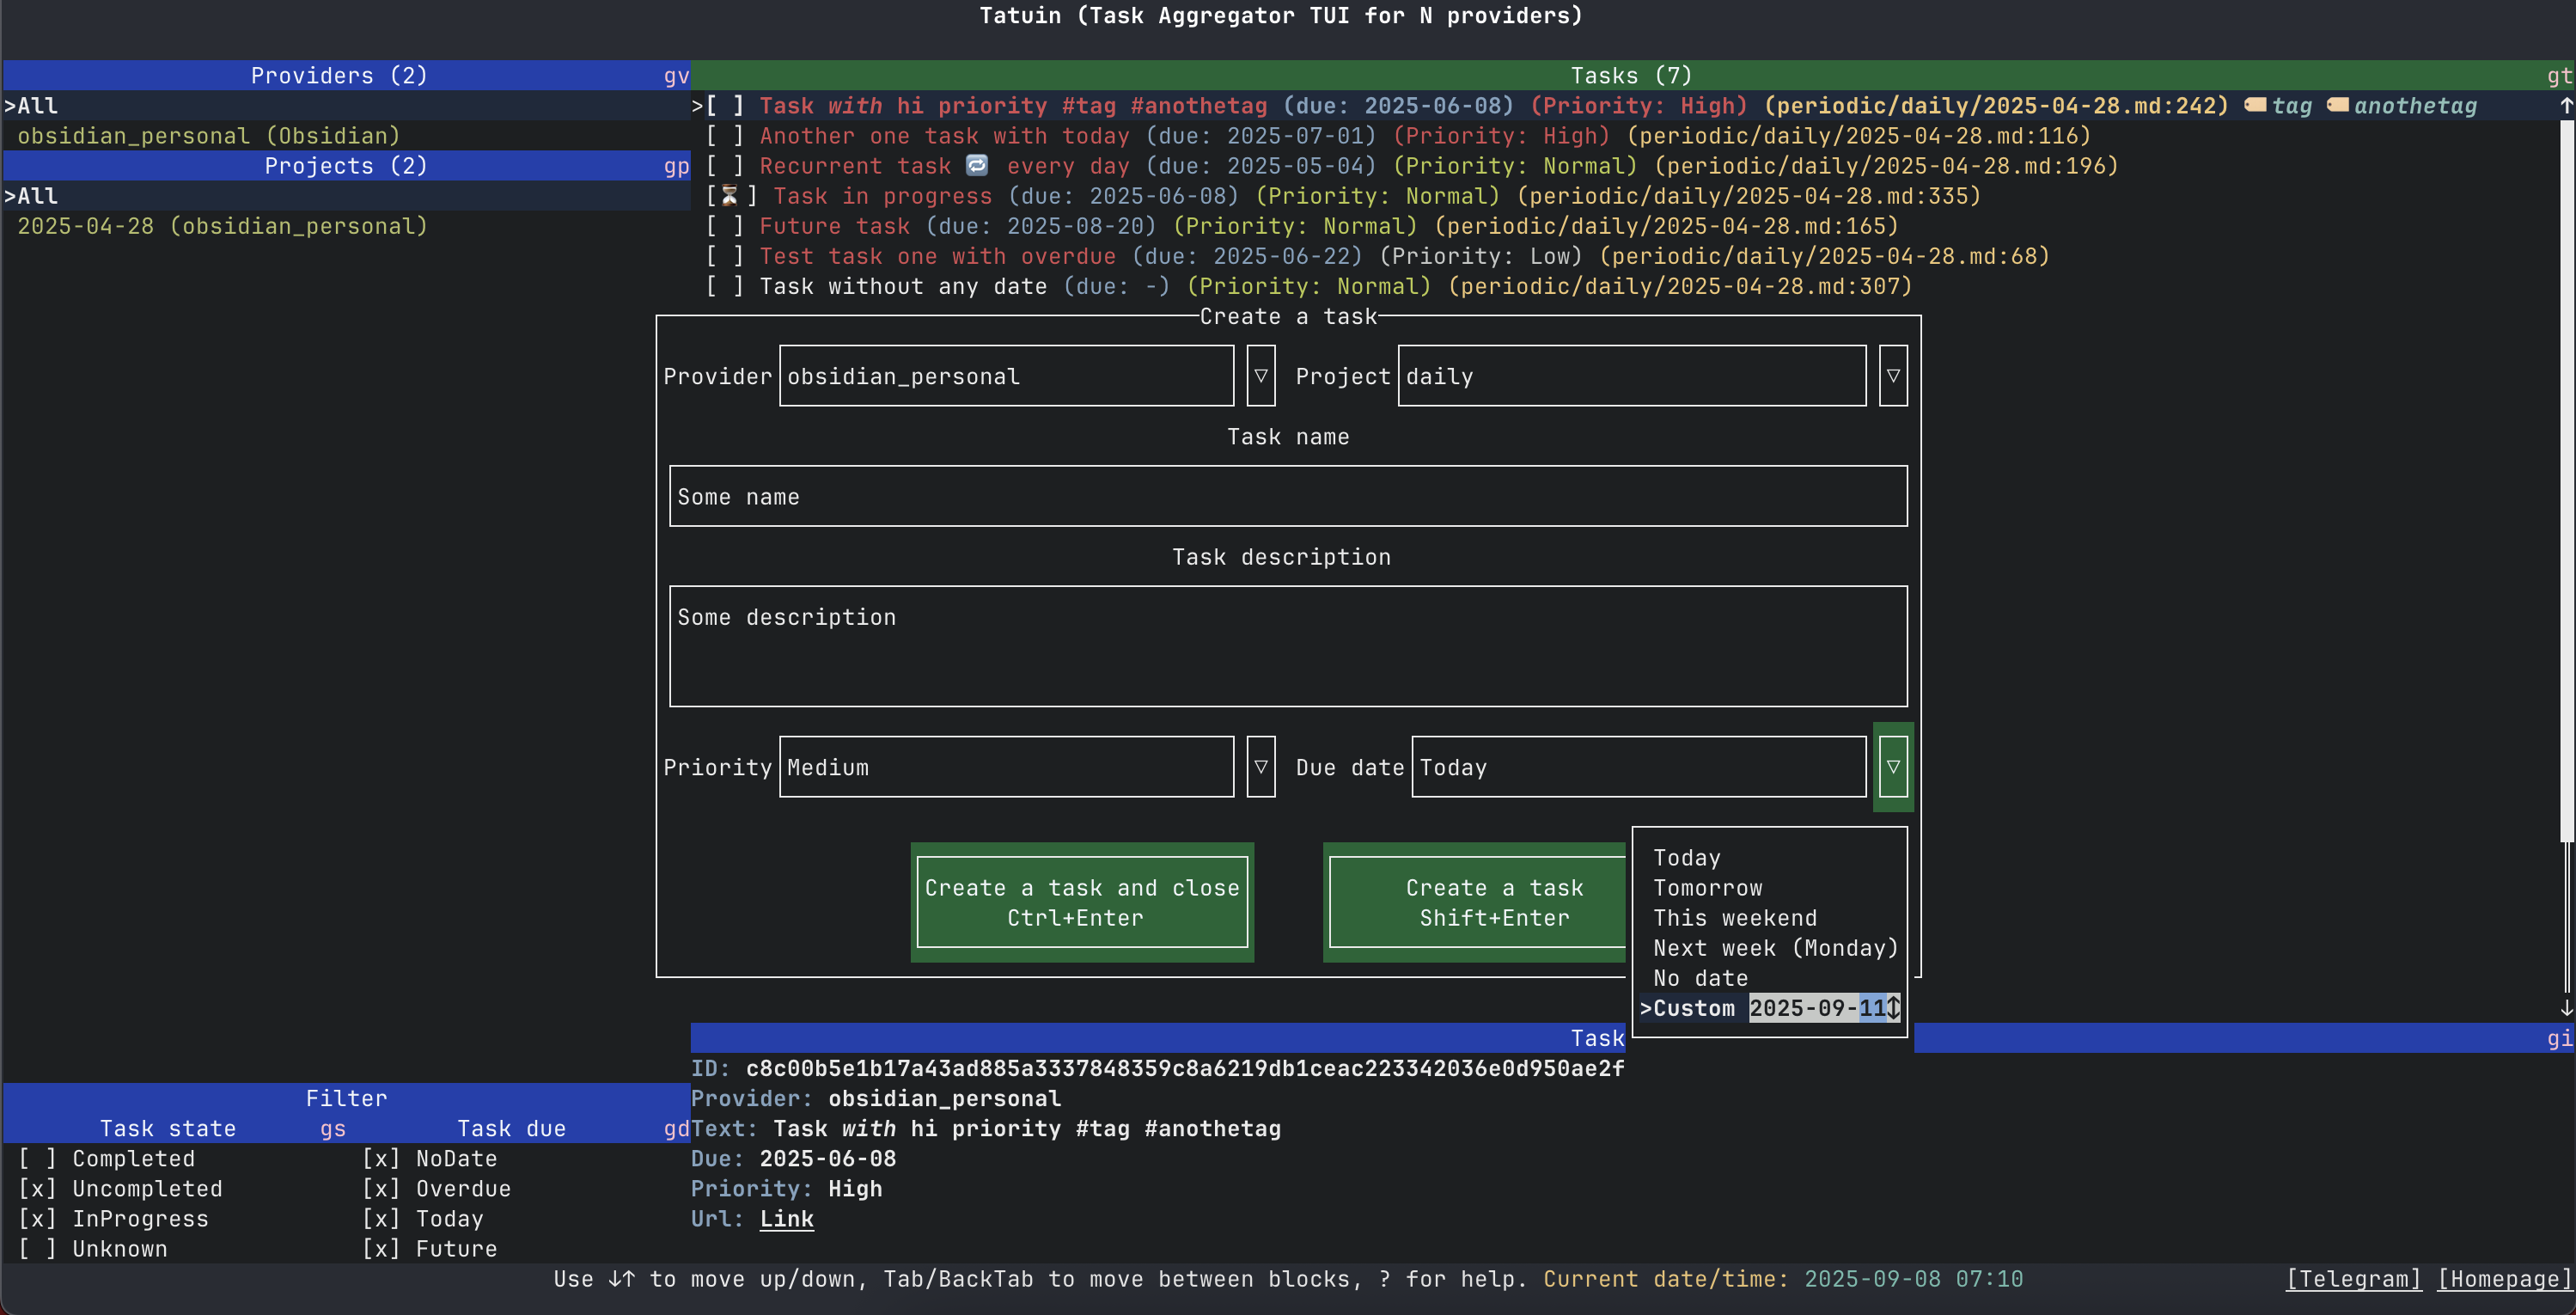 Tatuin (Task Aggregator TUI for N providers)
Providers (2) gv
>All
obsidian_personal (Obsidian)
Projects (2) gp
>All
2025-04-28 (obsidian_personal)
Tasks (7) gt
>[ ] Task with hi priority #tag #anothetag (due: 2025-06-08) (Priority: High) (periodic/daily/2025-04-28.md:242) tag anothetag ↑
[ ] Another one task with today (due: 2025-07-01) (Priority: High) (periodic/daily/2025-04-28.md:116)
[ ] Recurrent task 🔁 every day (due: 2025-05-04) (Priority: Normal) (periodic/daily/2025-04-28.md:196)
[⏳] Task in progress (due: 2025-06-08) (Priority: Normal) (periodic/daily/2025-04-28.md:335)
[ ] Future task (due: 2025-08-20) (Priority: Normal) (periodic/daily/2025-04-28.md:165)
[ ] Test task one with overdue (due: 2025-06-22) (Priority: Low) (periodic/daily/2025-04-28.md:68)
[ ] Task without any date (due: -) (Priority: Normal) (periodic/daily/2025-04-28.md:307)
Create a task
Provider obsidian_personal ▽ Project daily ▽
Task name
Some name
Task description
Some description
Priority Medium ▽ Due date Today ▽
Create a task and close
Ctrl+Enter
Create a task
Shift+Enter
Today
Tomorrow
This weekend
Next week (Monday)
No date
>Custom 2025-09-11↕
↓
Task gi
ID: c8c00b5e1b17a43ad885a3337848359c8a6219db1ceac223342036e0d950ae2f
Provider: obsidian_personal
Text: Task with hi priority #tag #anothetag
Due: 2025-06-08
Priority: High
Url: Link
Filter
Task state gs Task due gd
[ ] Completed [x] NoDate
[x] Uncompleted [x] Overdue
[x] InProgress [x] Today
[ ] Unknown [x] Future
Use ↓↑ to move up/down, Tab/BackTab to move between blocks, ? for help. Current date/time: 2025-09-08 07:10 [Telegram] [Homepage]